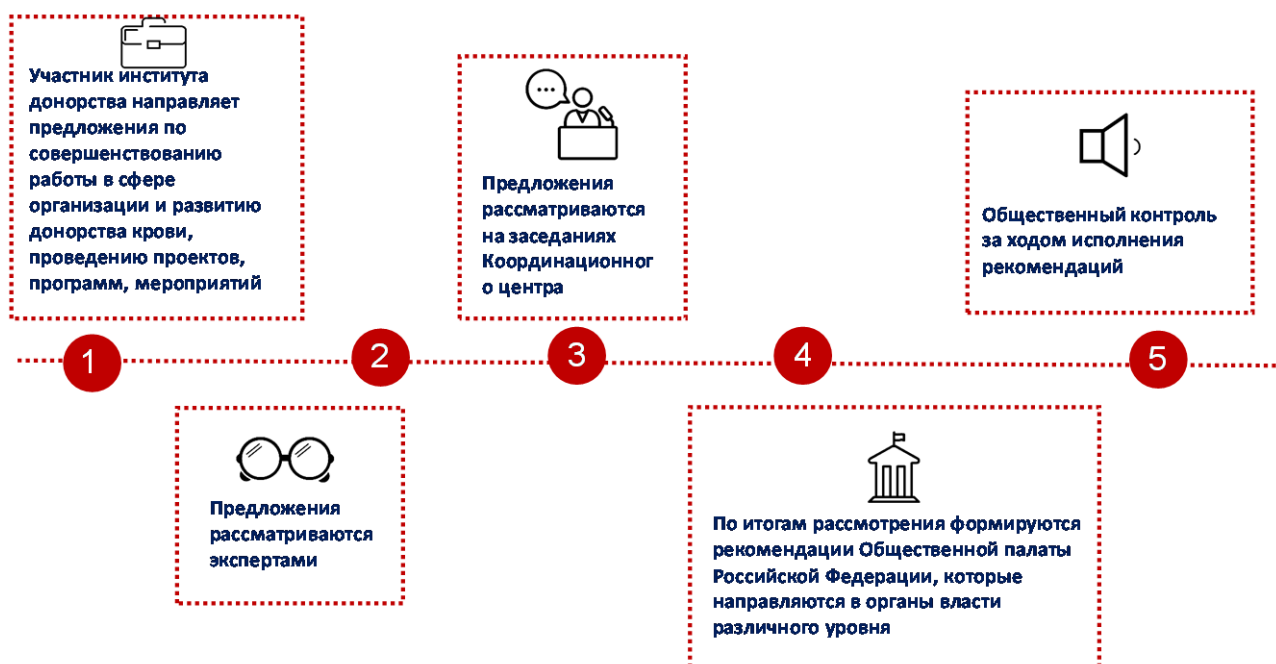 Участник института
донорства направляет
предложения по
совершенствованию
работы в сфере
организации и развитию
донорства крови,
проведению проектов,
программ, мероприятий
1
Предложения
рассматриваются
экспертами
2
Предложения
рассматриваются
на заседаниях
Координационног
о центра
3
По итогам рассмотрения формируются
рекомендации Общественной палаты
Российской Федерации, которые
направляются в органы власти
различного уровня
4
Общественный контроль
за ходом исполнения
рекомендаций
5